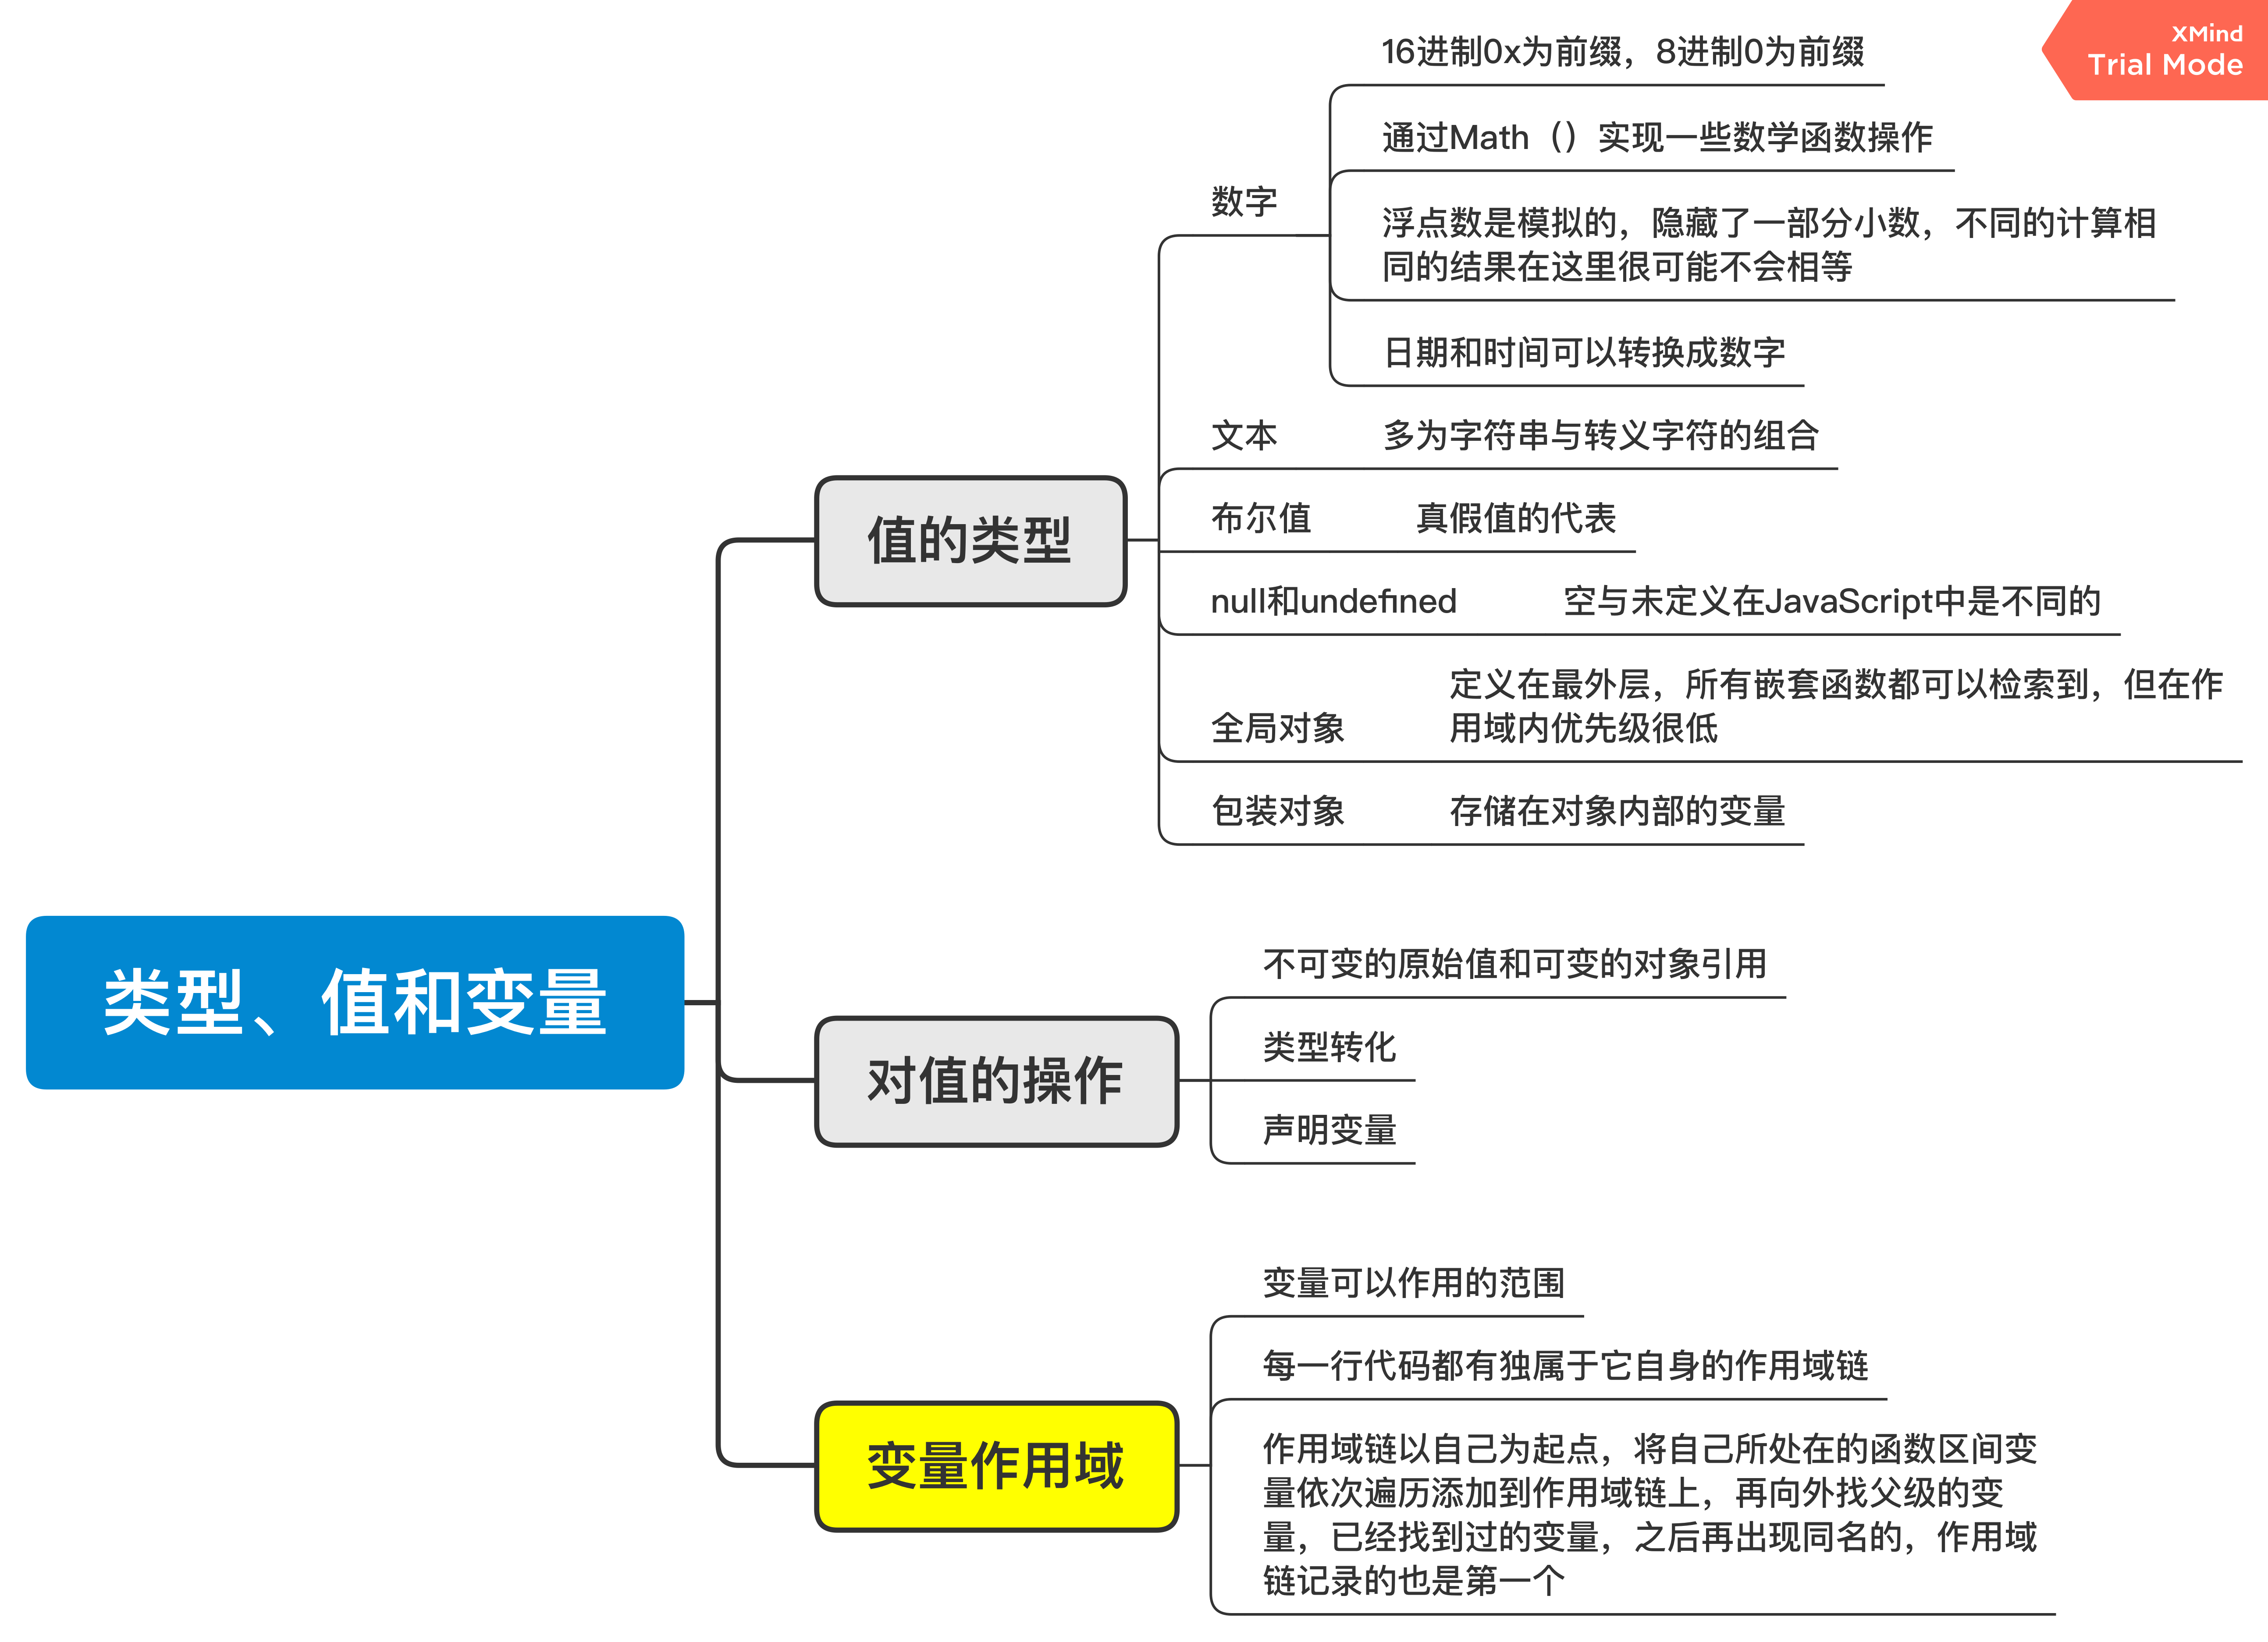 XMind
Trial Mode
类型、值和变量
值的类型
数字
16进制0x为前缀，8进制0为前缀
通过Math（）实现一些数学函数操作
浮点数是模拟的，隐藏了一部分小数，不同的计算相
同的结果在这里很可能不会相等
日期和时间可以转换成数字
文本
多为字符串与转义字符的组合
布尔值
真假值的代表
null和undefined
空与未定义在JavaScript中是不同的
全局对象
定义在最外层，所有嵌套函数都可以检索到，但在作
用域内优先级很低
包装对象
存储在对象内部的变量
对值的操作
不可变的原始值和可变的对象引用
类型转化
声明变量
变量作用域
变量可以作用的范围
每一行代码都有独属于它自身的作用域链
作用域链以自己为起点，将自己所处在的函数区间变
量依次遍历添加到作用域链上，再向外找父级的变
量，已经找到过的变量，之后再出现同名的，作用域
链记录的也是第一个